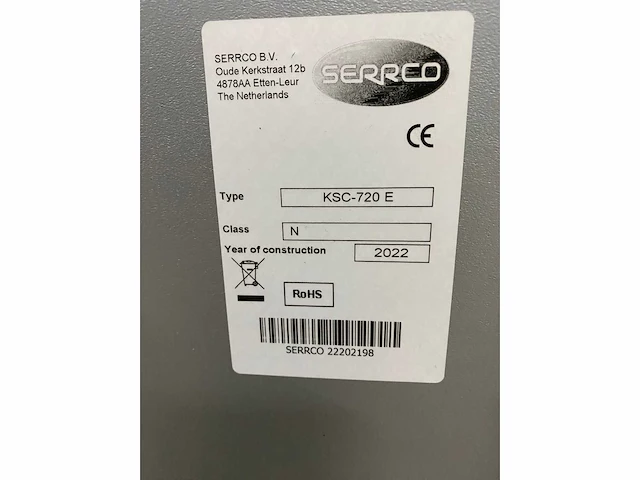 SERRCO B.V.
Oude Kerkstraat 12b
4878AA Etten-Leur
The Netherlands
SERRCO
CE
Type KSC-720 E
Class N
Year of construction 2022
RoHS
SERRCO 22202198